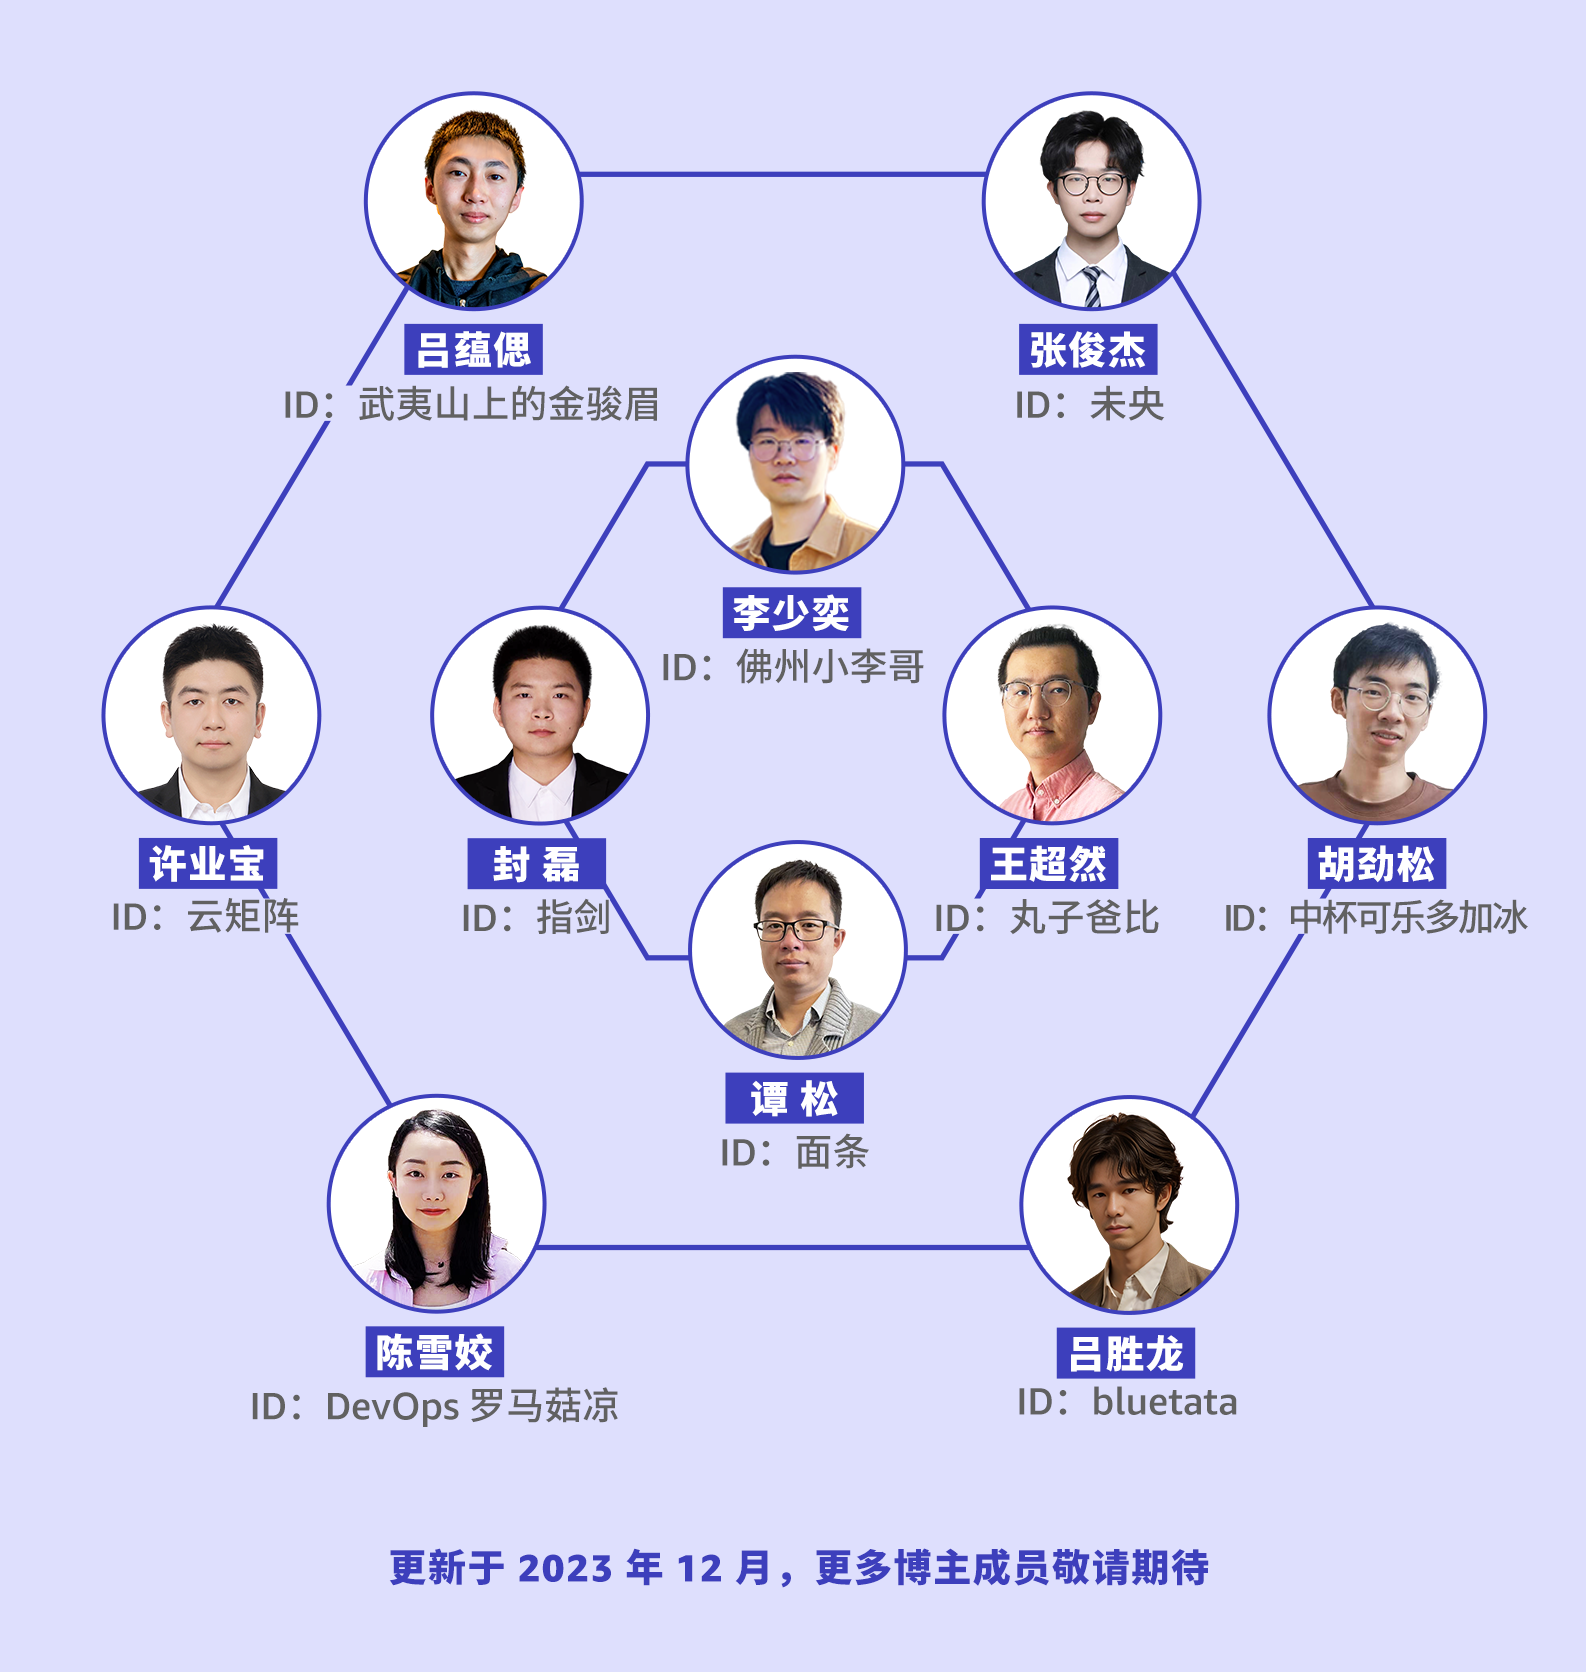 吕蕴偲
ID：武夷山上的金骏眉
张俊杰
ID：未央
李少奕
ID：佛州小李哥
许业宝
ID：云矩阵
封 磊
ID：指剑
王超然
ID：丸子爸比
胡劲松
ID：中杯可乐多加冰
谭 松
ID：面条
陈雪姣
ID：DevOps 罗马菇凉
吕胜龙
ID：bluetata
更新于 2023 年 12 月，更多博主成员敬请期待